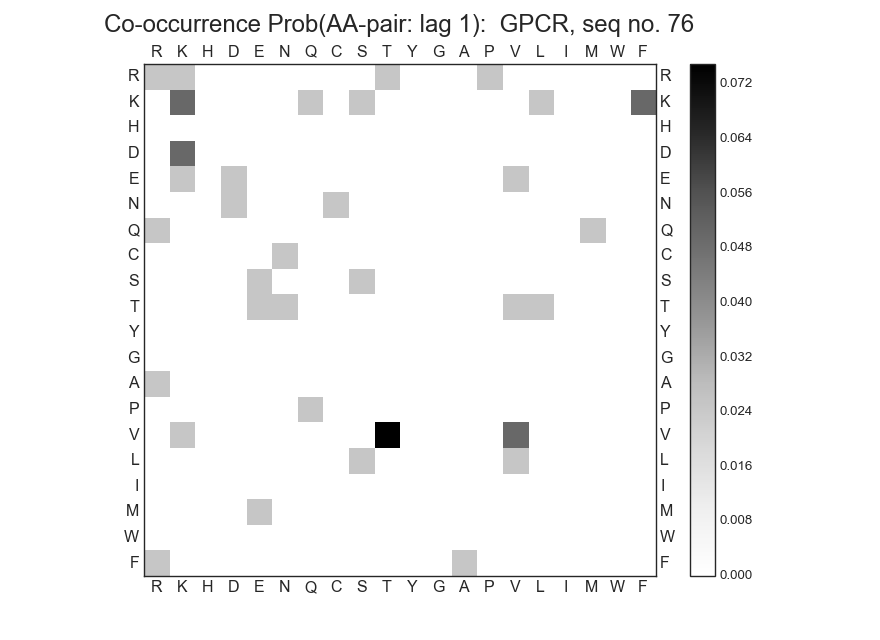 Co-occurrence Prob(AA-pair: lag 1):  GPCR, seq no. 76
R K H D E N Q C S T Y G A P V L I M W F
R R
K K
H H
D D
E E
N N
Q Q
C C
S S
T T
Y Y
G G
A A
P P
V V
L L
I I
M M
W W
F F
R K H D E N Q C S T Y G A P V L I M W F
0.072
0.064
0.056
0.048
0.040
0.032
0.024
0.016
0.008
0.000